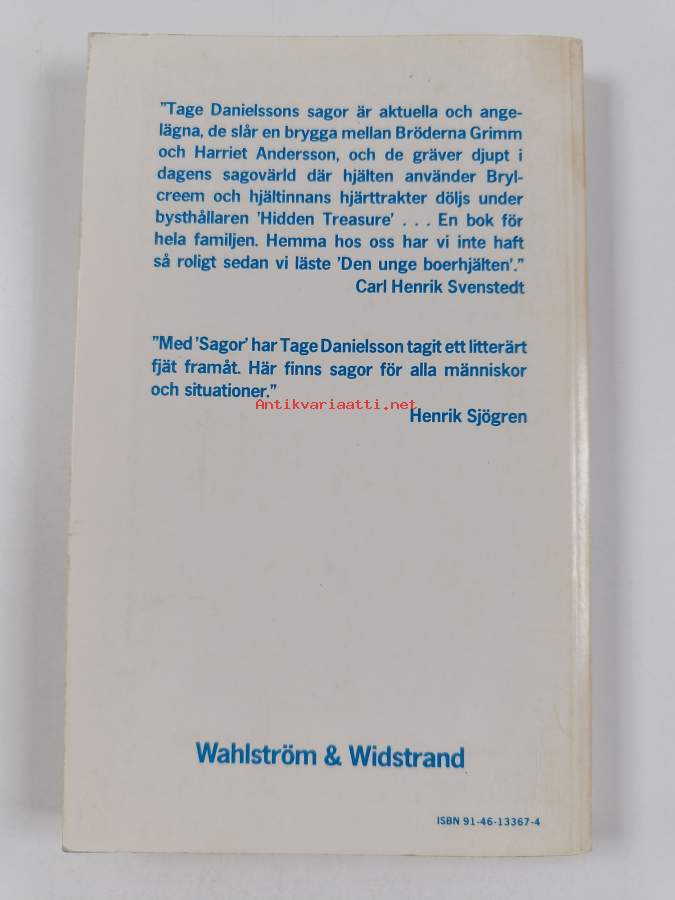 "Tage Danielssons sagor är aktuella och ange-
lägna, de slår en brygga mellan Bröderna Grimm
och Harriet Andersson, och de gräver djupt i
dagens sagovärld där hjälten använder Bryl-
creem och hjältinnans hjärttrakter döljs under
bysthållaren 'Hidden Treasure' . . . En bok för
hela familjen. Hemma hos oss har vi inte haft
så roligt sedan vi läste 'Den unge boerhjälten'."
Carl Henrik Svenstedt
"Med 'Sagor' har Tage Danielsson tagit ett litterärt
fjät framåt. Här finns sagor för alla människor
och situationer."
Antikvariaatti.net
Henrik Sjögren
Wahlström & Widstrand
ISBN 91-46-13367-4